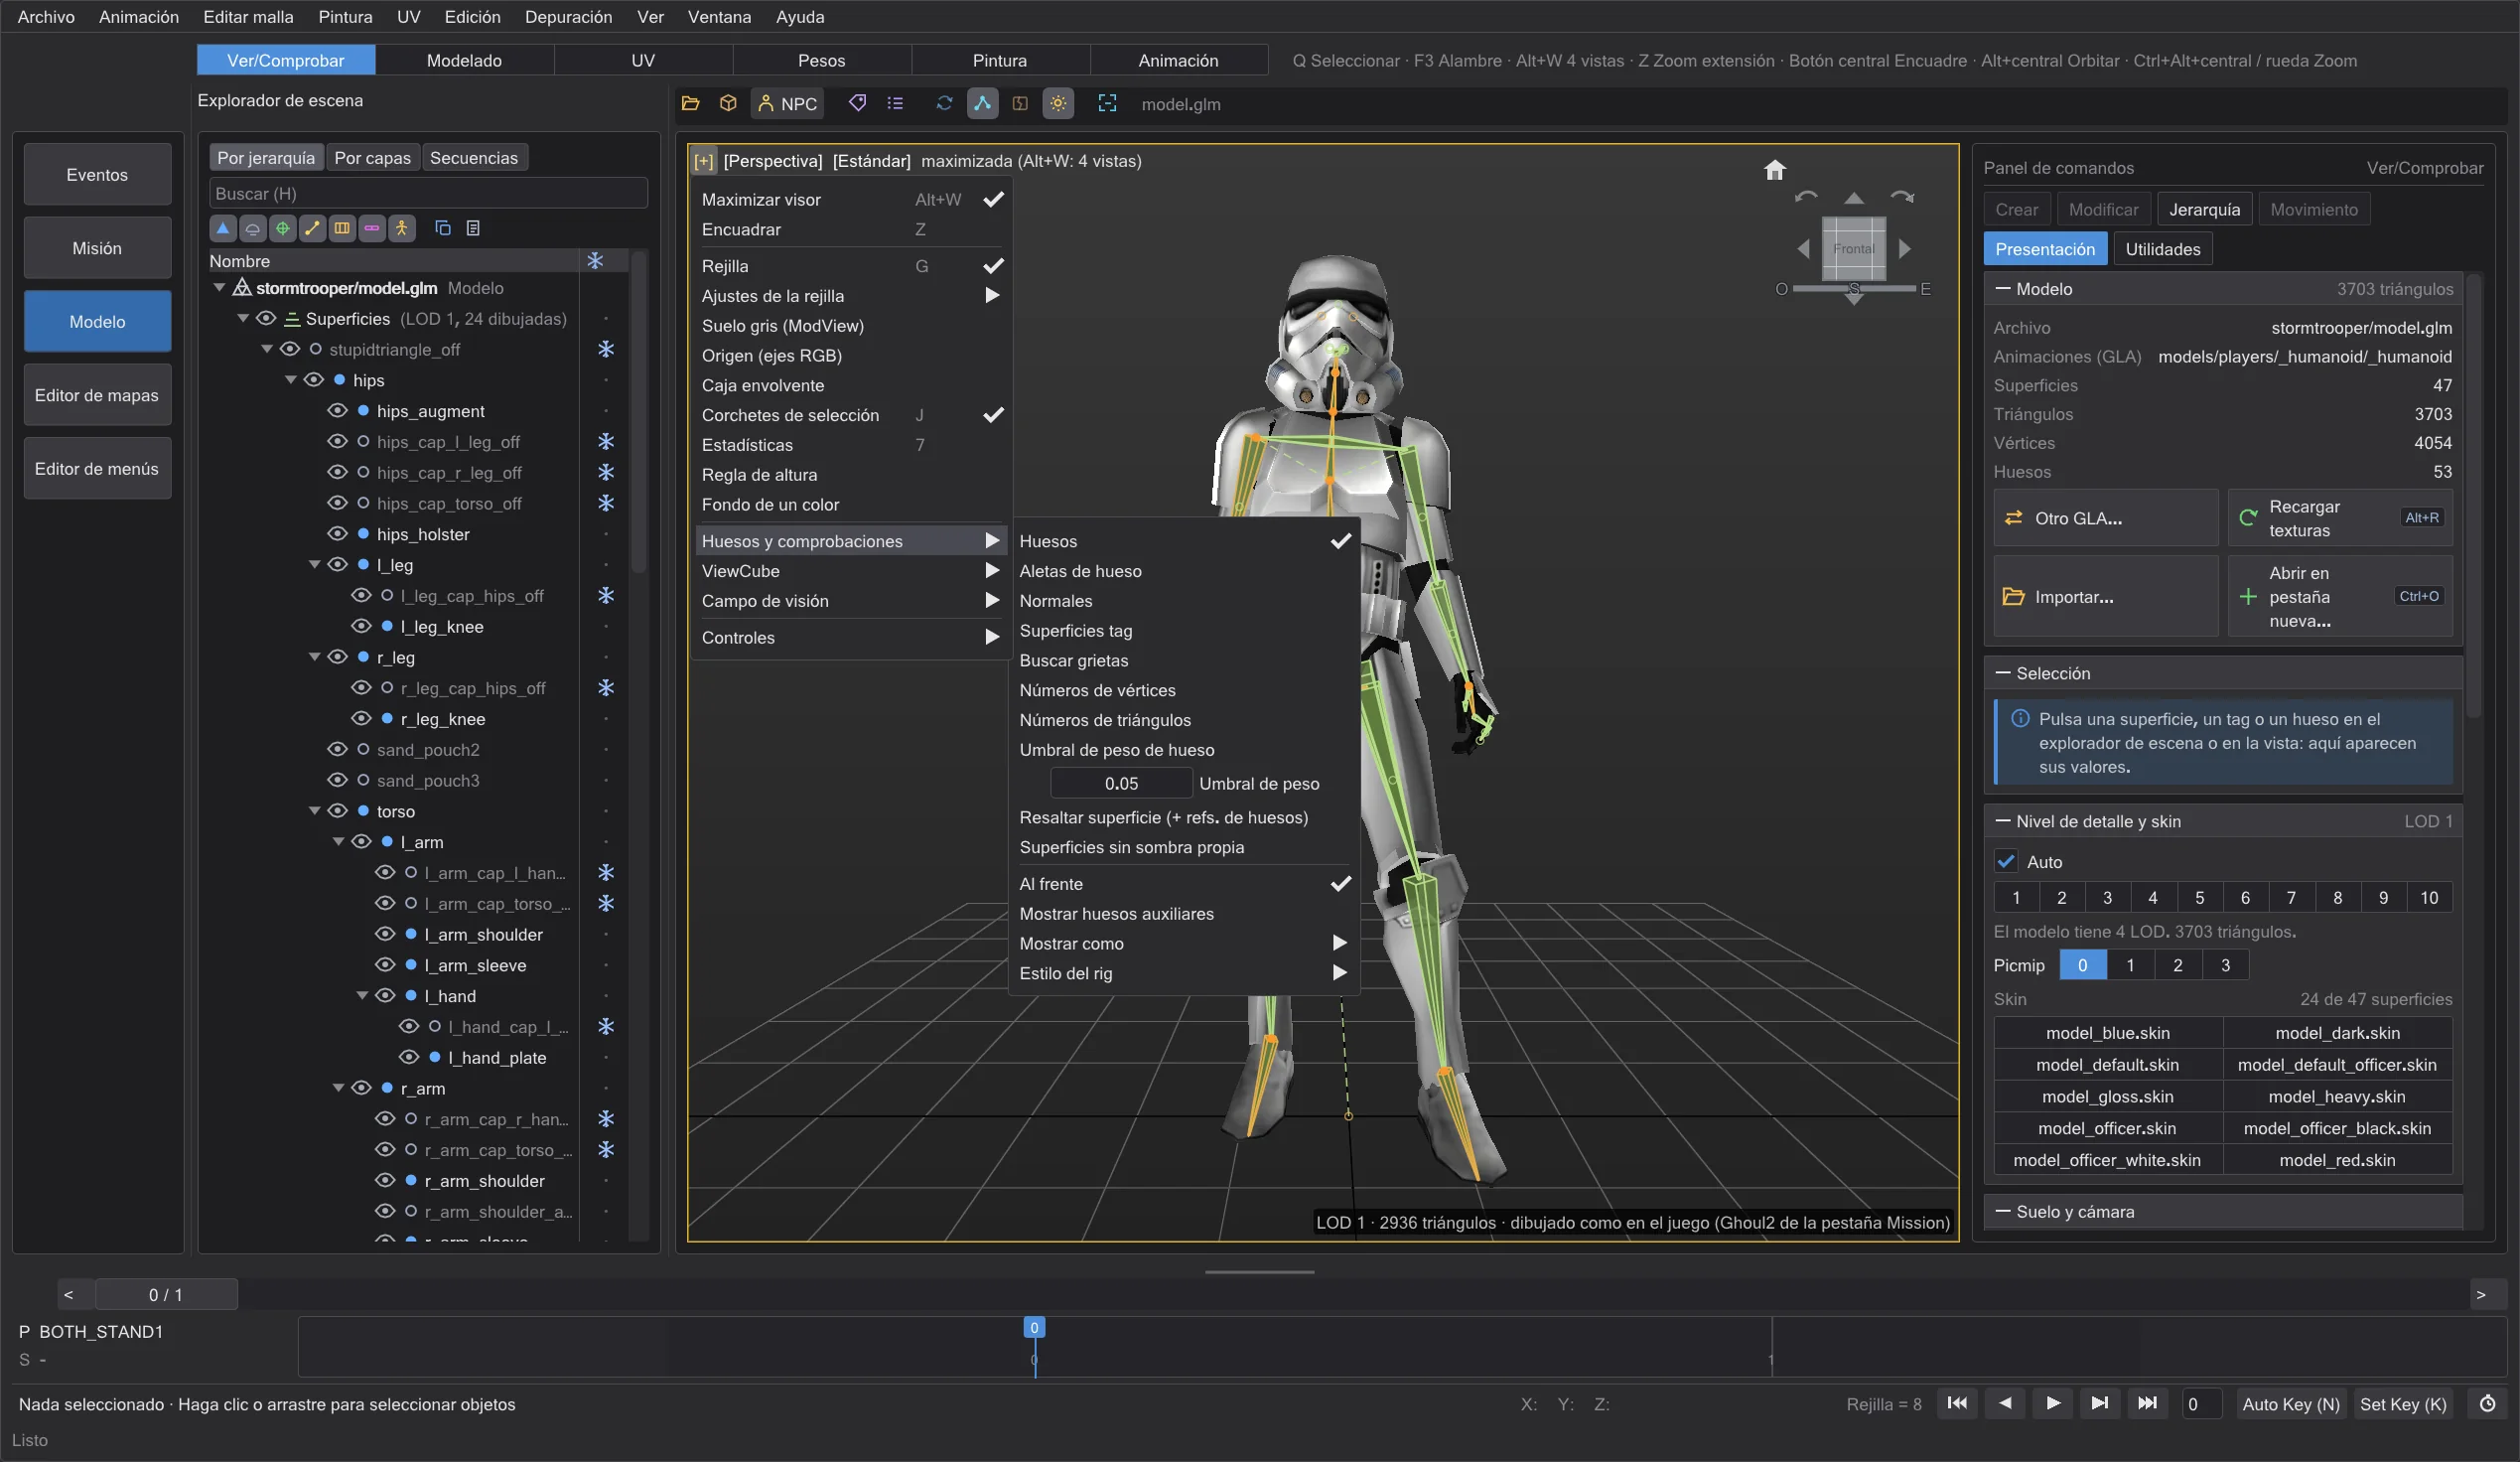 Archivo Animación Editar malla Pintura UV Edición Depuración Ver Ventana Ayuda
Ver/Comprobar Modelado UV Pesos Pintura Animación Q Seleccionar · F3 Alambre · Alt+W 4 vistas · Z Zoom extensión · Botón central Encuadre · Alt+central Orbitar · Ctrl+Alt+central / rueda Zoom
Eventos
Misión
Modelo
Editor de mapas
Editor de menús
Explorador de escena
Por jerarquía Por capas Secuencias
Buscar (H)
Nombre
stormtrooper/model.glm Modelo
Superficies (LOD 1, 24 dibujadas)
stupidtriangle_off
hips
hips_augment
hips_cap_l_leg_off
hips_cap_r_leg_off
hips_cap_torso_off
hips_holster
l_leg
l_leg_cap_hips_off
l_leg_knee
r_leg
r_leg_cap_hips_off
r_leg_knee
sand_pouch2
sand_pouch3
torso
l_arm
l_arm_cap_l_han...
l_arm_cap_torso_...
l_arm_shoulder
l_arm_sleeve
l_hand
l_hand_cap_l_...
l_hand_plate
r_arm
r_arm_cap_r_han...
r_arm_cap_torso_...
r_arm_shoulder
r_arm_shoulder_a...
r_arm_sleeve
NPC model.glm
[+] [Perspectiva] [Estándar] maximizada (Alt+W: 4 vistas)
Maximizar visor Alt+W
Encuadrar Z
Rejilla G
Ajustes de la rejilla
Suelo gris (ModView)
Origen (ejes RGB)
Caja envolvente
Corchetes de selección J
Estadísticas 7
Regla de altura
Fondo de un color
Huesos y comprobaciones
ViewCube
Campo de visión
Controles
Huesos
Aletas de hueso
Normales
Superficies tag
Buscar grietas
Números de vértices
Números de triángulos
Umbral de peso de hueso
0.05 Umbral de peso
Resaltar superficie (+ refs. de huesos)
Superficies sin sombra propia
Al frente
Mostrar huesos auxiliares
Mostrar como
Estilo del rig
Frontal
O S E
LOD 1 · 2936 triángulos · dibujado como en el juego (Ghoul2 de la pestaña Mission)
Panel de comandos Ver/Comprobar
Crear Modificar Jerarquía Movimiento
Presentación Utilidades
Modelo 3703 triángulos
Archivo stormtrooper/model.glm
Animaciones (GLA) models/players/_humanoid/_humanoid
Superficies 47
Triángulos 3703
Vértices 4054
Huesos 53
Otro GLA...
Recargar texturas Alt+R
Importar...
Abrir en pestaña nueva... Ctrl+O
Selección
Pulsa una superficie, un tag o un hueso en el
explorador de escena o en la vista: aquí aparecen
sus valores.
Nivel de detalle y skin LOD 1
Auto
1 2 3 4 5 6 7 8 9 10
El modelo tiene 4 LOD. 3703 triángulos.
Picmip 0 1 2 3
Skin 24 de 47 superficies
model_blue.skin model_dark.skin
model_default.skin model_default_officer.skin
model_gloss.skin model_heavy.skin
model_officer.skin model_officer_black.skin
model_officer_white.skin model_red.skin
Suelo y cámara
< 0 / 1 >
P BOTH_STAND1
S -
0
0 1
Nada seleccionado · Haga clic o arrastre para seleccionar objetos X: Y: Z: Rejilla = 8 0 Auto Key (N) Set Key (K)
Listo